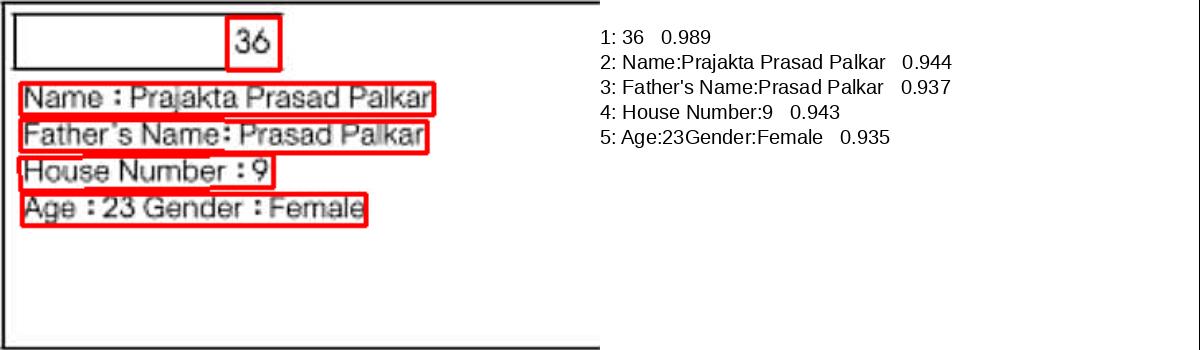 36
Name : Prajakta Prasad Palkar
Father's Name: Prasad Palkar
House Number : 9
Age : 23 Gender : Female
1: 36 0.989
2: Name:Prajakta Prasad Palkar 0.944
3: Father's Name:Prasad Palkar 0.937
4: House Number:9 0.943
5: Age:23Gender:Female 0.935